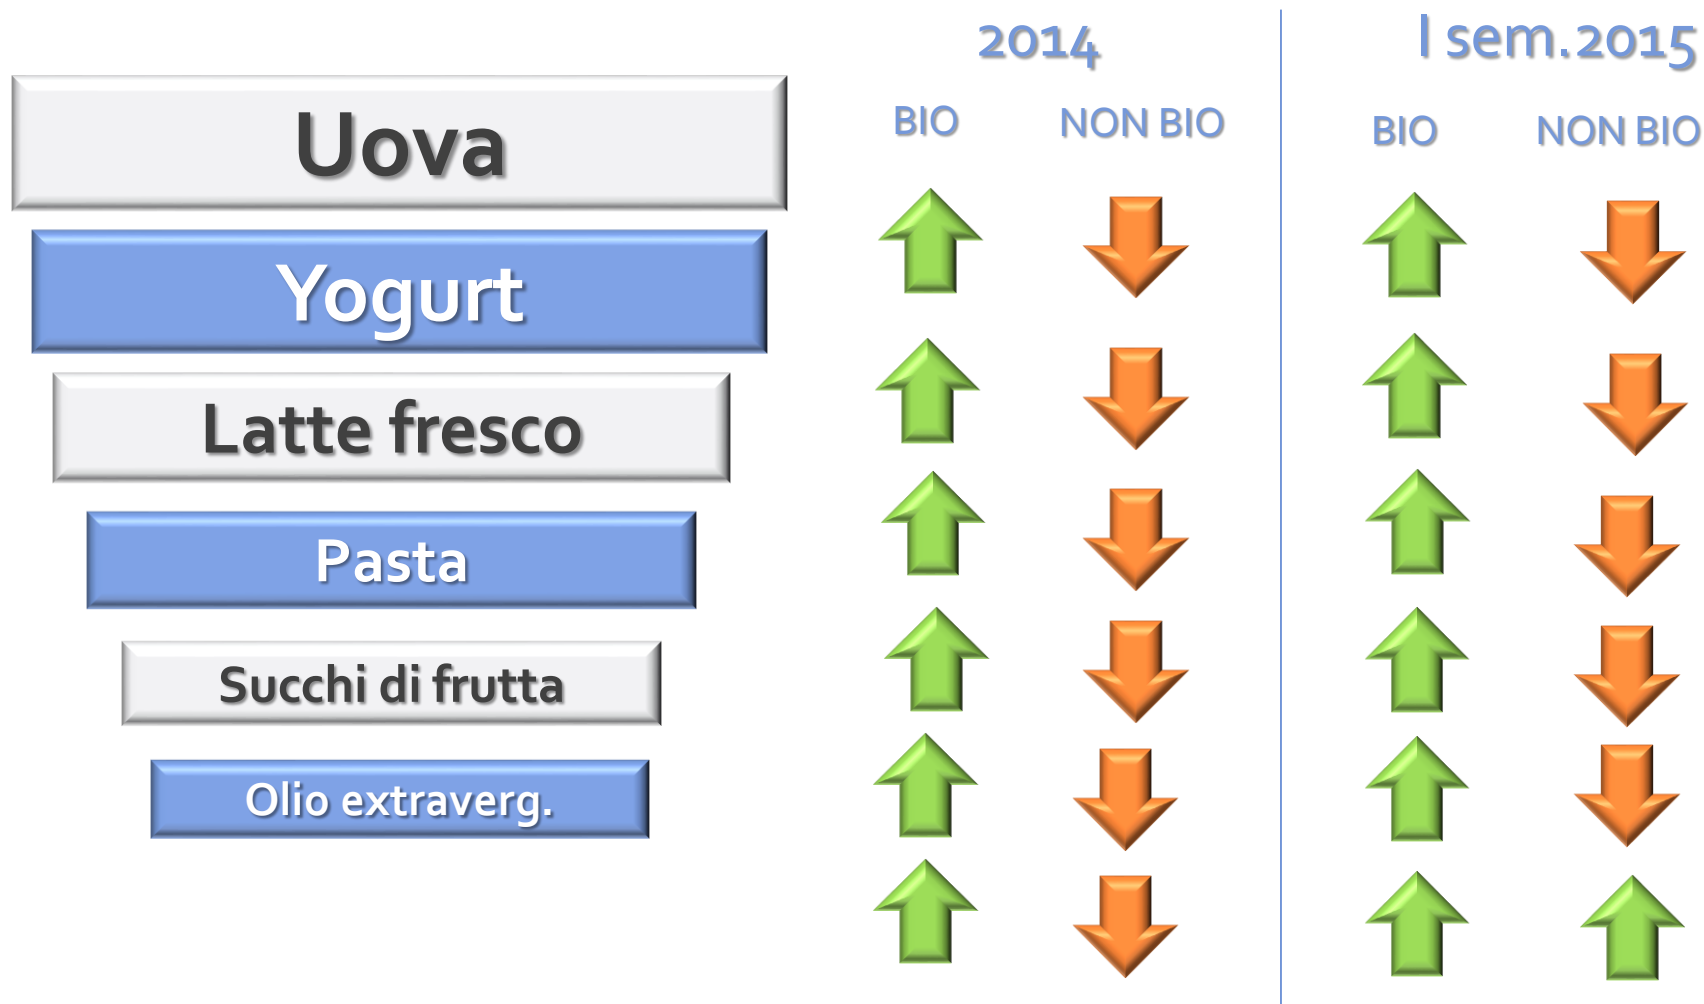 2014
I sem.2015
BIO
NON BIO
BIO
NON BIO
Uova
Yogurt
Latte fresco
Pasta
Succhi di frutta
Olio extraverg.